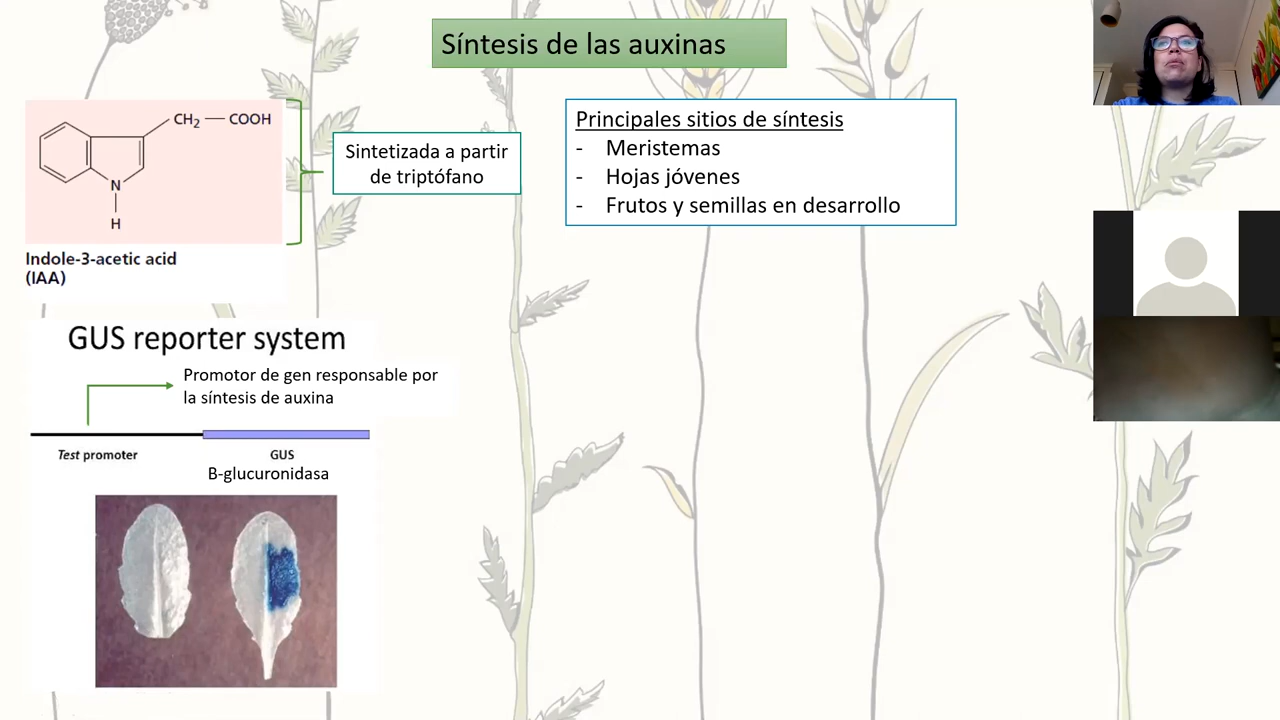 Síntesis de las auxinas
CH2 — COOH
N
H
Indole-3-acetic acid
(IAA)
Sintetizada a partir
de triptófano
Principales sitios de síntesis
- Meristemas
- Hojas jóvenes
- Frutos y semillas en desarrollo
GUS reporter system
Promotor de gen responsable por
la síntesis de auxina
Test promoter
GUS
B-glucuronidasa